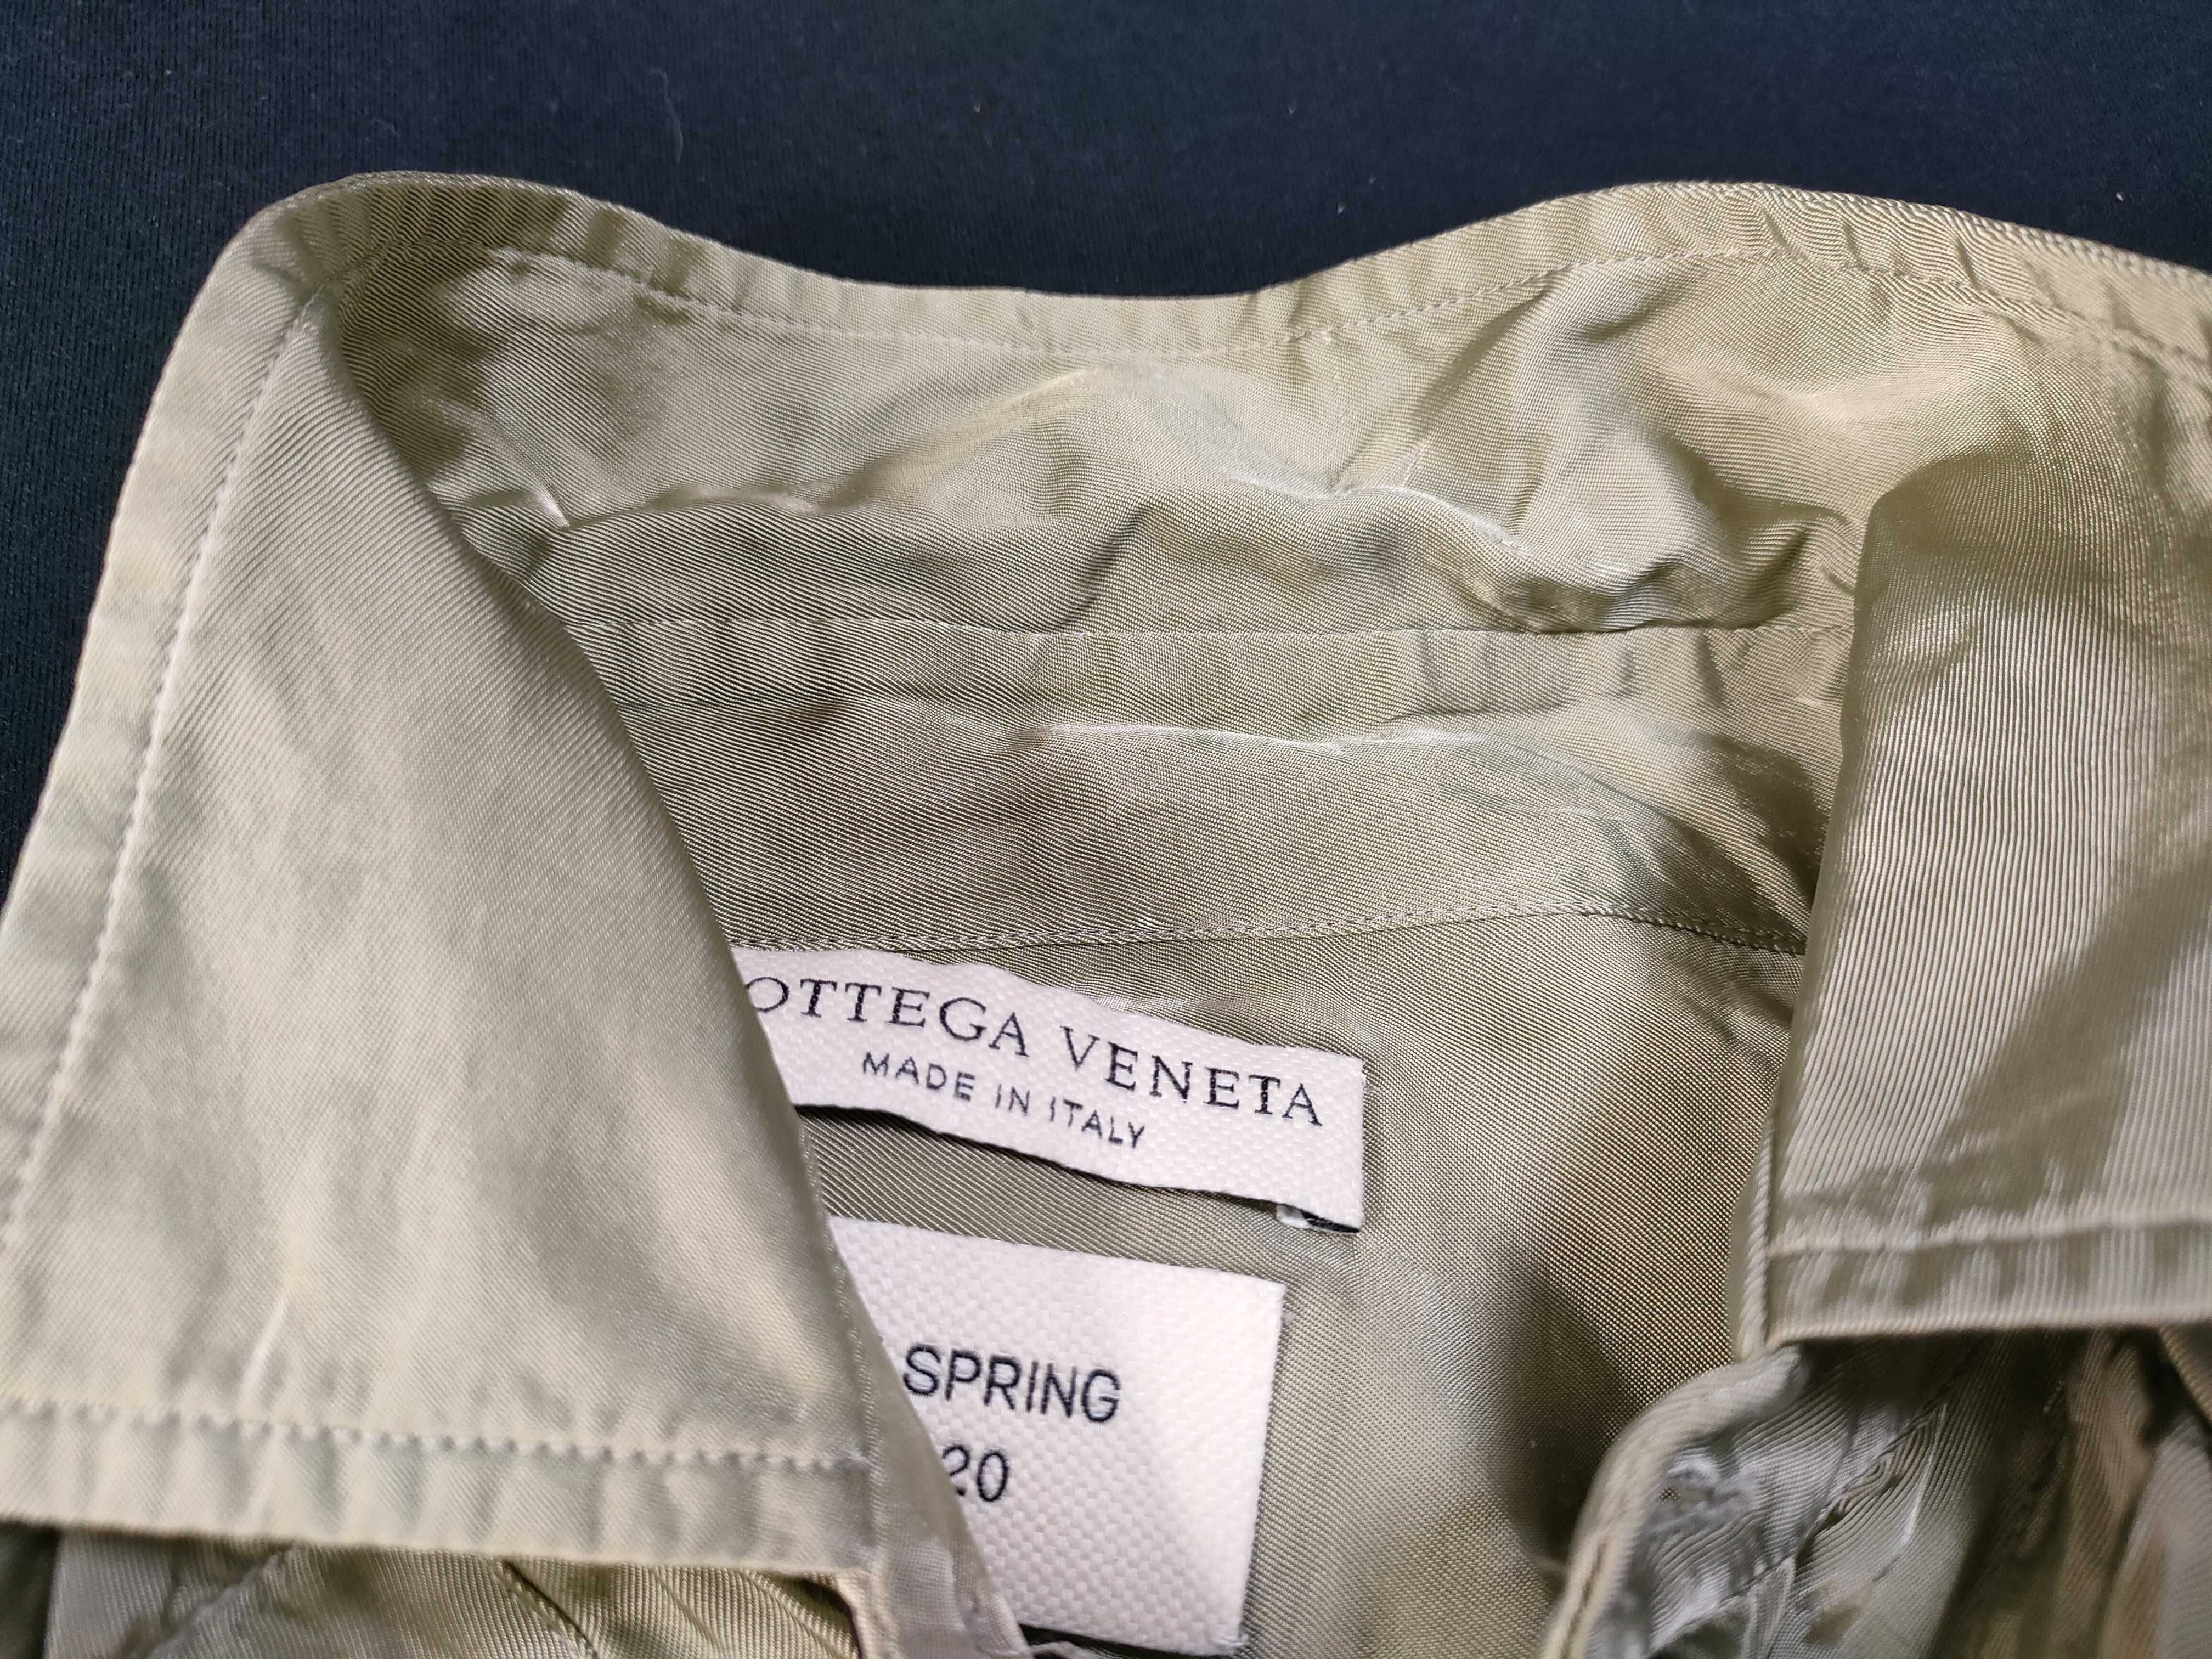 OTTEGA VENETA
MADE IN ITALY
SPRING
20